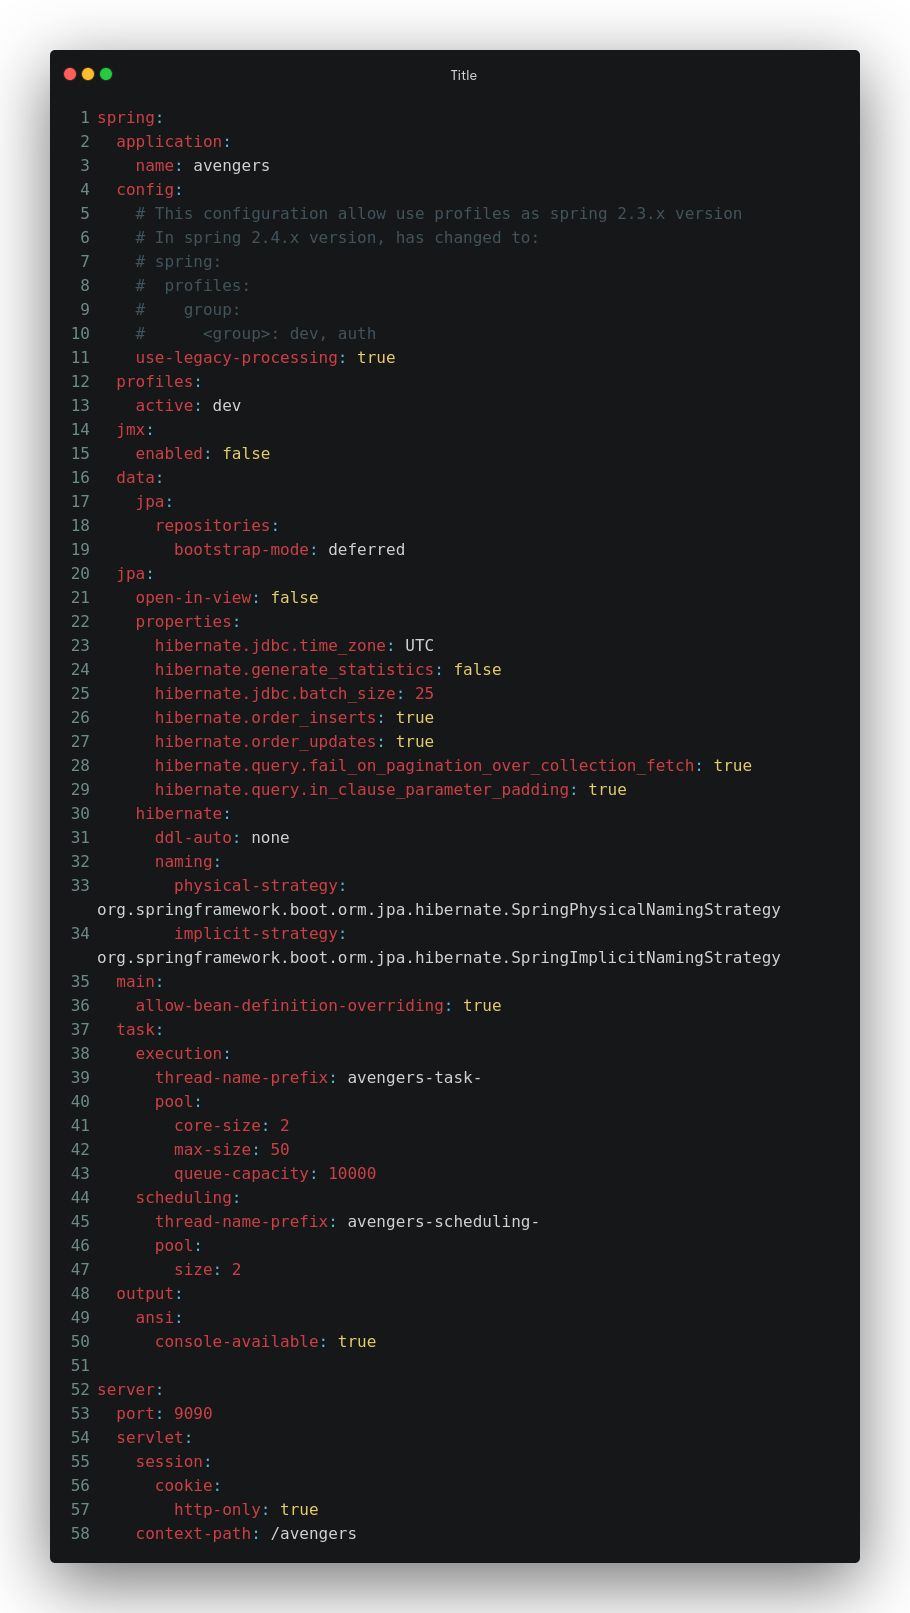 Title
1 spring:
2   application:
3     name: avengers
4   config:
5     # This configuration allow use profiles as spring 2.3.x version
6     # In spring 2.4.x version, has changed to:
7     # spring:
8     #  profiles:
9     #    group:
10     #      <group>: dev, auth
11     use-legacy-processing: true
12   profiles:
13     active: dev
14   jmx:
15     enabled: false
16   data:
17     jpa:
18       repositories:
19         bootstrap-mode: deferred
20   jpa:
21     open-in-view: false
22     properties:
23       hibernate.jdbc.time_zone: UTC
24       hibernate.generate_statistics: false
25       hibernate.jdbc.batch_size: 25
26       hibernate.order_inserts: true
27       hibernate.order_updates: true
28       hibernate.query.fail_on_pagination_over_collection_fetch: true
29       hibernate.query.in_clause_parameter_padding: true
30     hibernate:
31       ddl-auto: none
32       naming:
33         physical-strategy:
org.springframework.boot.orm.jpa.hibernate.SpringPhysicalNamingStrategy
34         implicit-strategy:
org.springframework.boot.orm.jpa.hibernate.SpringImplicitNamingStrategy
35   main:
36     allow-bean-definition-overriding: true
37   task:
38     execution:
39       thread-name-prefix: avengers-task-
40       pool:
41         core-size: 2
42         max-size: 50
43         queue-capacity: 10000
44     scheduling:
45       thread-name-prefix: avengers-scheduling-
46       pool:
47         size: 2
48   output:
49     ansi:
50       console-available: true
51
52 server:
53   port: 9090
54   servlet:
55     session:
56       cookie:
57         http-only: true
58     context-path: /avengers